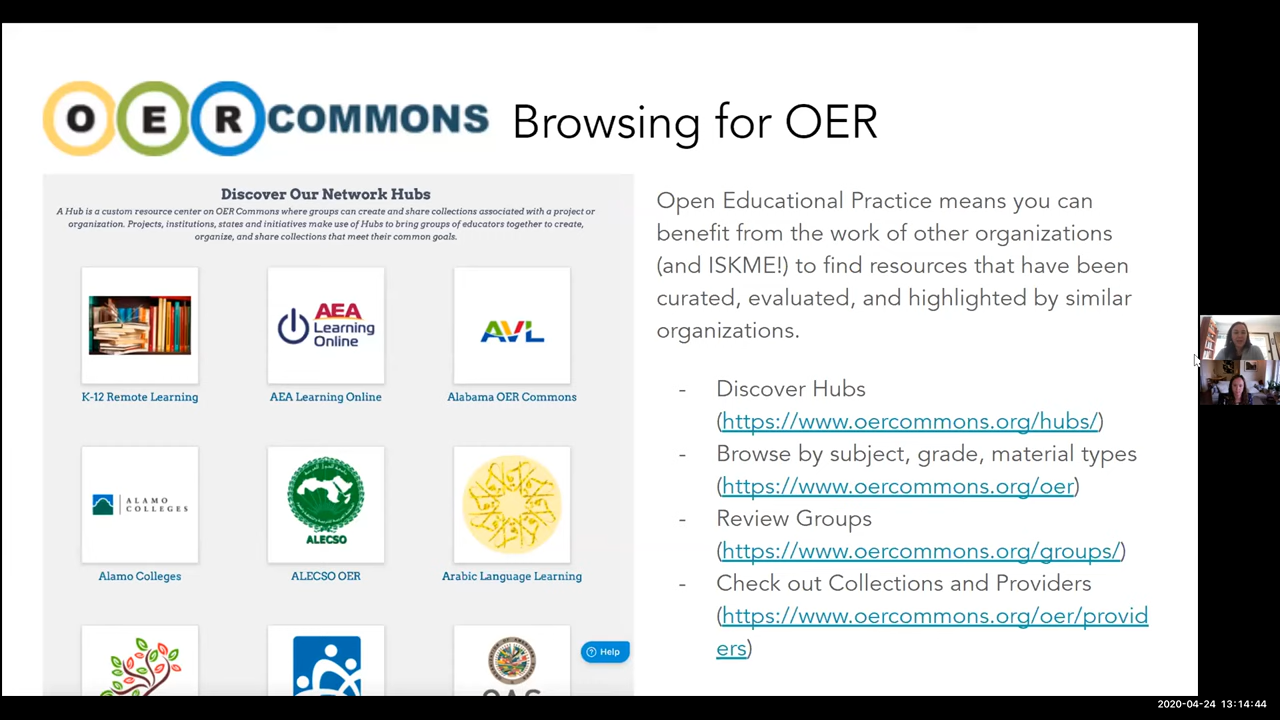 OER COMMONS Browsing for OER
Discover Our Network Hubs
A Hub is a custom resource center on OER Commons where groups can create and share collections associated with a project or
organization. Projects, institutions, states and initiatives make use of Hubs to bring groups of educators together to create,
organize, and share collections that meet their common goals.
AEA
Learning
Online
AVL
K-12 Remote Learning
AEA Learning Online
Alabama OER Commons
ALAMO
COLLEGES
ALECSO
Alamo Colleges
ALECSO OER
Arabic Language Learning
Help
Open Educational Practice means you can
benefit from the work of other organizations
(and ISKME!) to find resources that have been
curated, evaluated, and highlighted by similar
organizations.
- Discover Hubs
(https://www.oercommons.org/hubs/)
- Browse by subject, grade, material types
(https://www.oercommons.org/oer)
- Review Groups
(https://www.oercommons.org/groups/)
- Check out Collections and Providers
(https://www.oercommons.org/oer/provid
ers)
2020-04-24 13:14:44